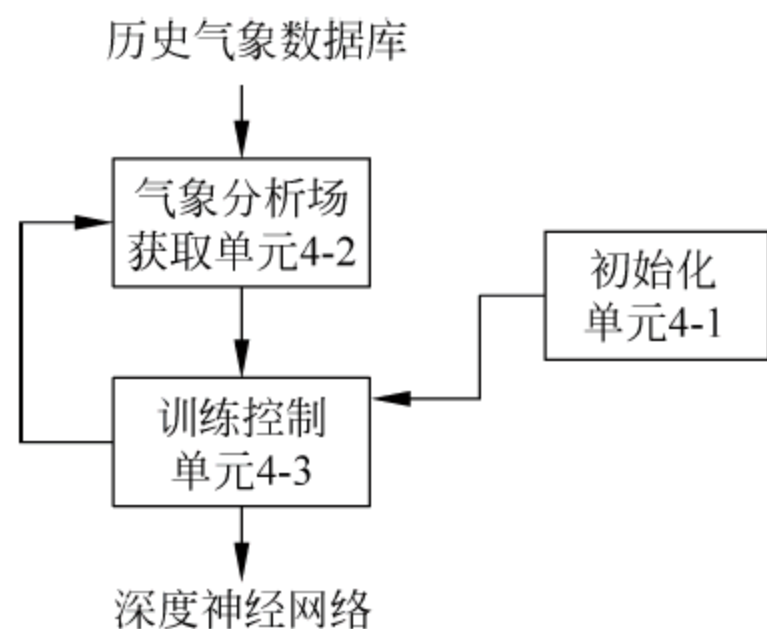 历史气象数据库
气象分析场
获取单元4-2
初始化
单元4-1
训练控制
单元4-3
深度神经网络